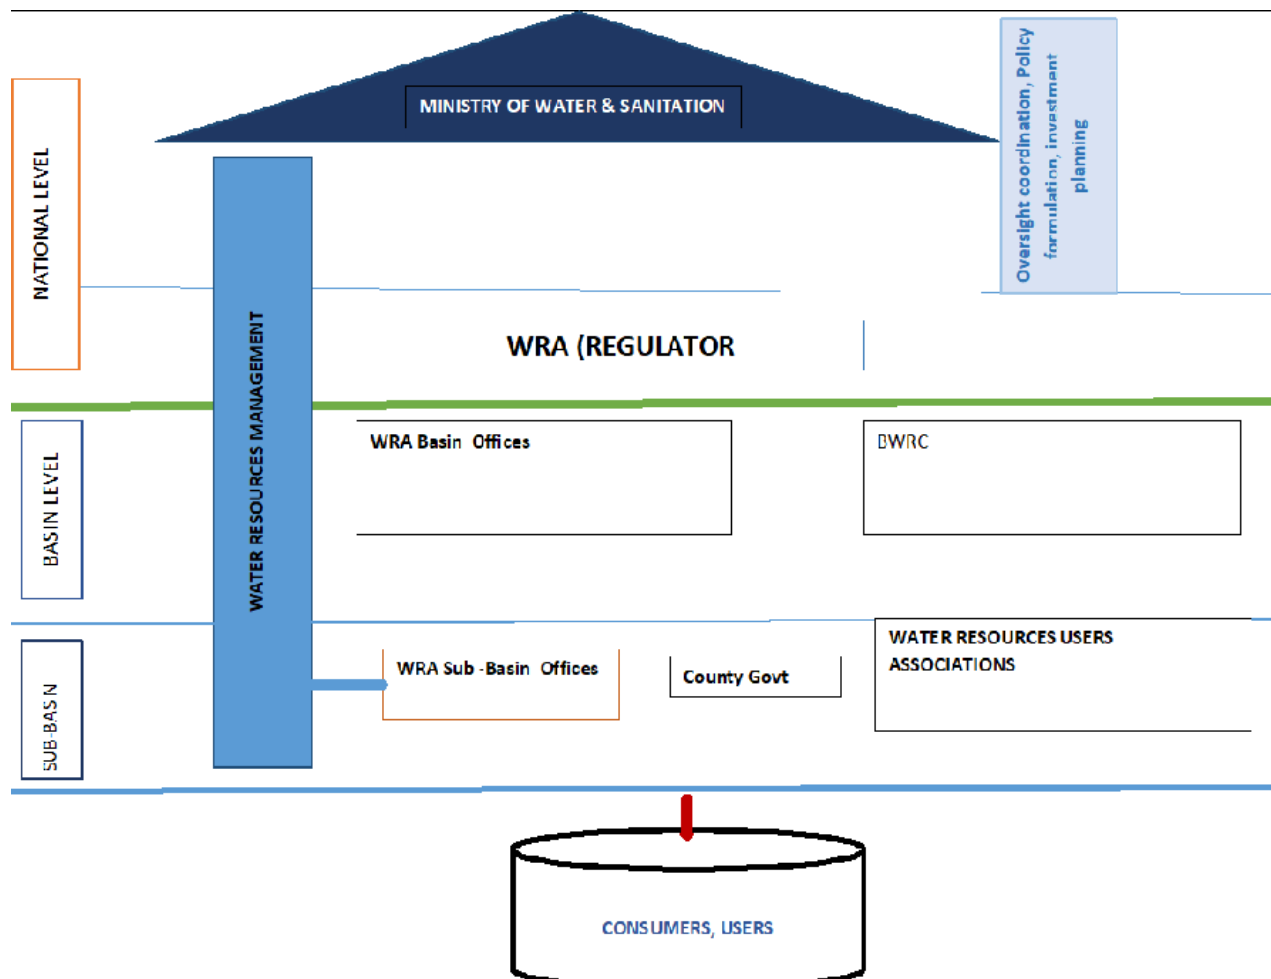 MINISTRY OF WATER & SANITATION
Oversight coordination, Policy
formulation, investment
planning
NATIONAL LEVEL
WATER RESOURCES MANAGEMENT
WRA (REGULATOR
BASIN LEVEL
WRA Basin Offices
BWRC
SUB-BASIN
WRA Sub -Basin Offices
County Govt
WATER RESOURCES USERS
ASSOCIATIONS
CONSUMERS, USERS